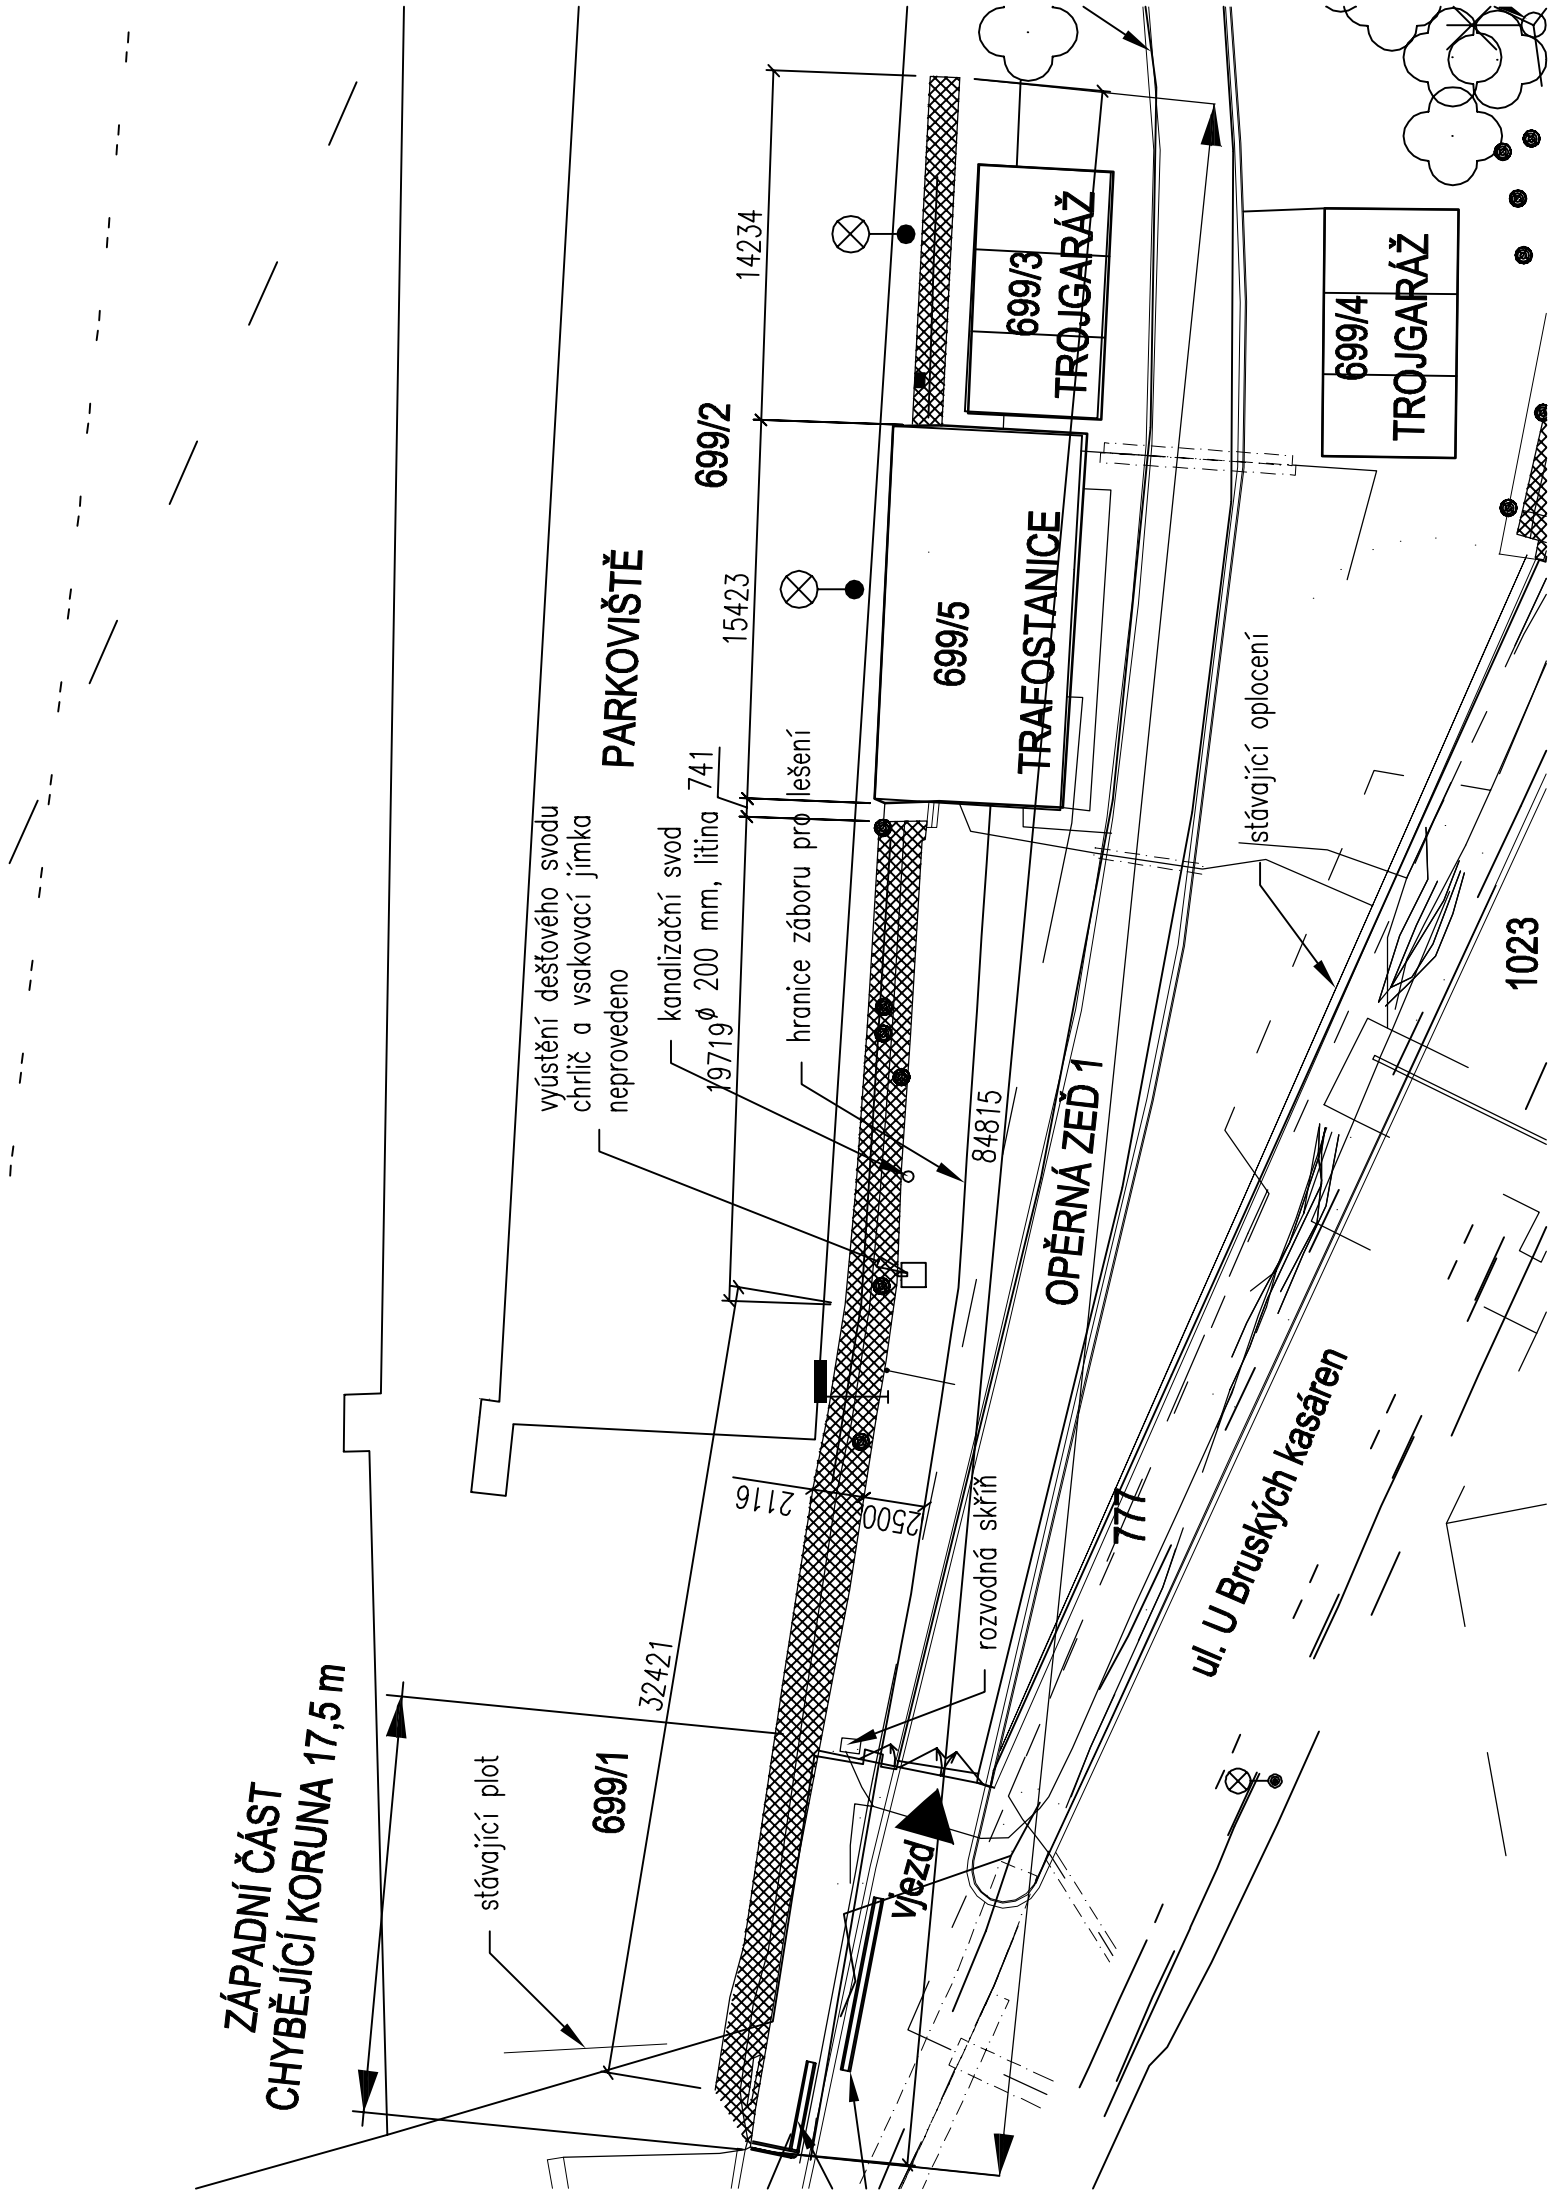 ZÁPADNÍ ČÁST
CHYBĚJÍCÍ KORUNA 17,5 m
stávající plot
699/1
32421
vyústění dešťového svodu
chrlič a vsakovací jímka
neprovedeno
PARKOVIŠTĚ
kanalizační svod
ø 200 mm, litina
19719
741
15423
14234
699/2
hranice záboru pro lešení
2116
2500
vjezd
rozvodná skříň
84815
699/5
TRAFOSTANICE
699/3
TROJGARÁŽ
OPĚRNÁ ZEĎ 1
777
ul. U Bruských kasáren
stávající oplocení
699/4
TROJGARÁŽ
1023